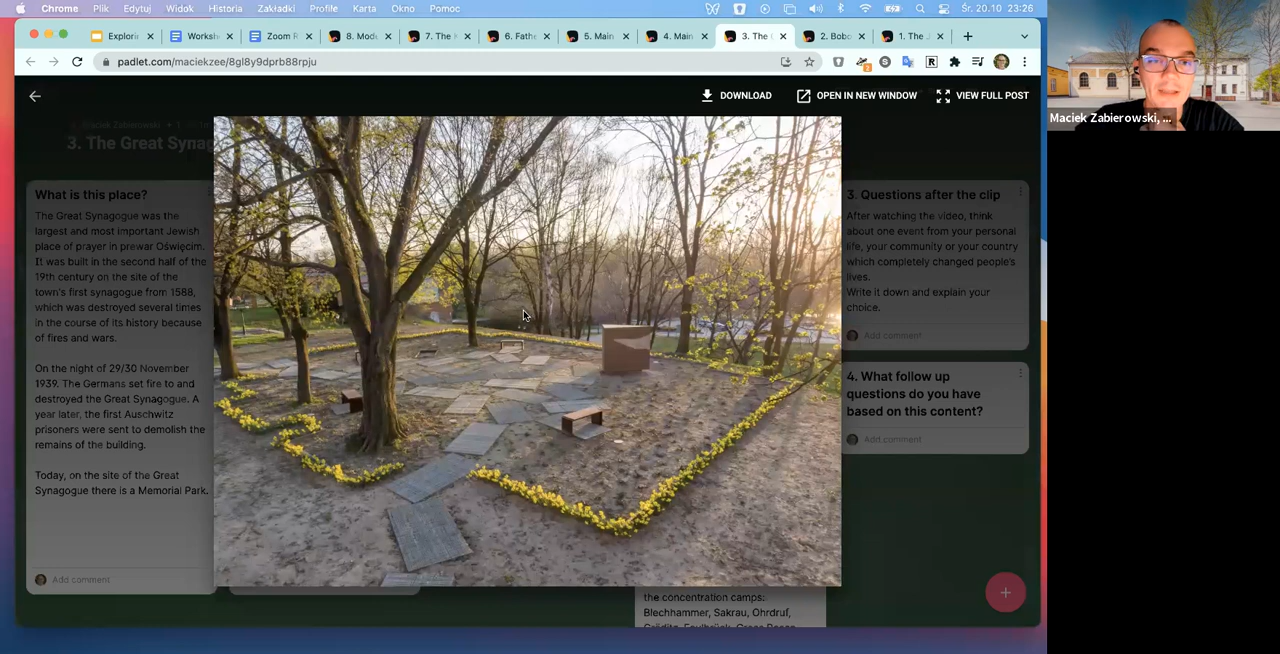 Chrome Plik Edytuj Widok Historia Zakładki Profile Karta Okno Pomoc Śr. 20.10 23:26
Explorin Worksh Zoom R 8. Mod 7. The 6. Fathe 5. Main 4. Main 3. The 2. Bob 1. The J
padlet.com/maciekzee/8gl8y9dprb88rpju
DOWNLOAD
OPEN IN NEW WINDOW
VIEW FULL POST
Maciek Zabierowski
3. The Great Synag
What is this place?
The Great Synagogue was the
largest and most important Jewish
place of prayer in prewar Oświęcim.
It was built in the second half of the
19th century on the site of the
town's first synagogue from 1588,
which was destroyed several times
in the course of its history because
of fires and wars.
On the night of 29/30 November
1939. The Germans set fire to and
destroyed the Great Synagogue. A
year later, the first Auschwitz
prisoners were sent to demolish the
remains of the building.
Today, on the site of the Great
Synagogue there is a Memorial Park.
Add comment
the concentration camps:
Blechhammer, Sakrau, Ohrdruf,
3. Questions after the clip
After watching the video, think
about one event from your personal
life, your community or your country
which completely changed people's
lives.
Write it down and explain your
choice.
Add comment
4. What follow up
questions do you have
based on this content?
Add comment
Maciek Zabierowski, ...